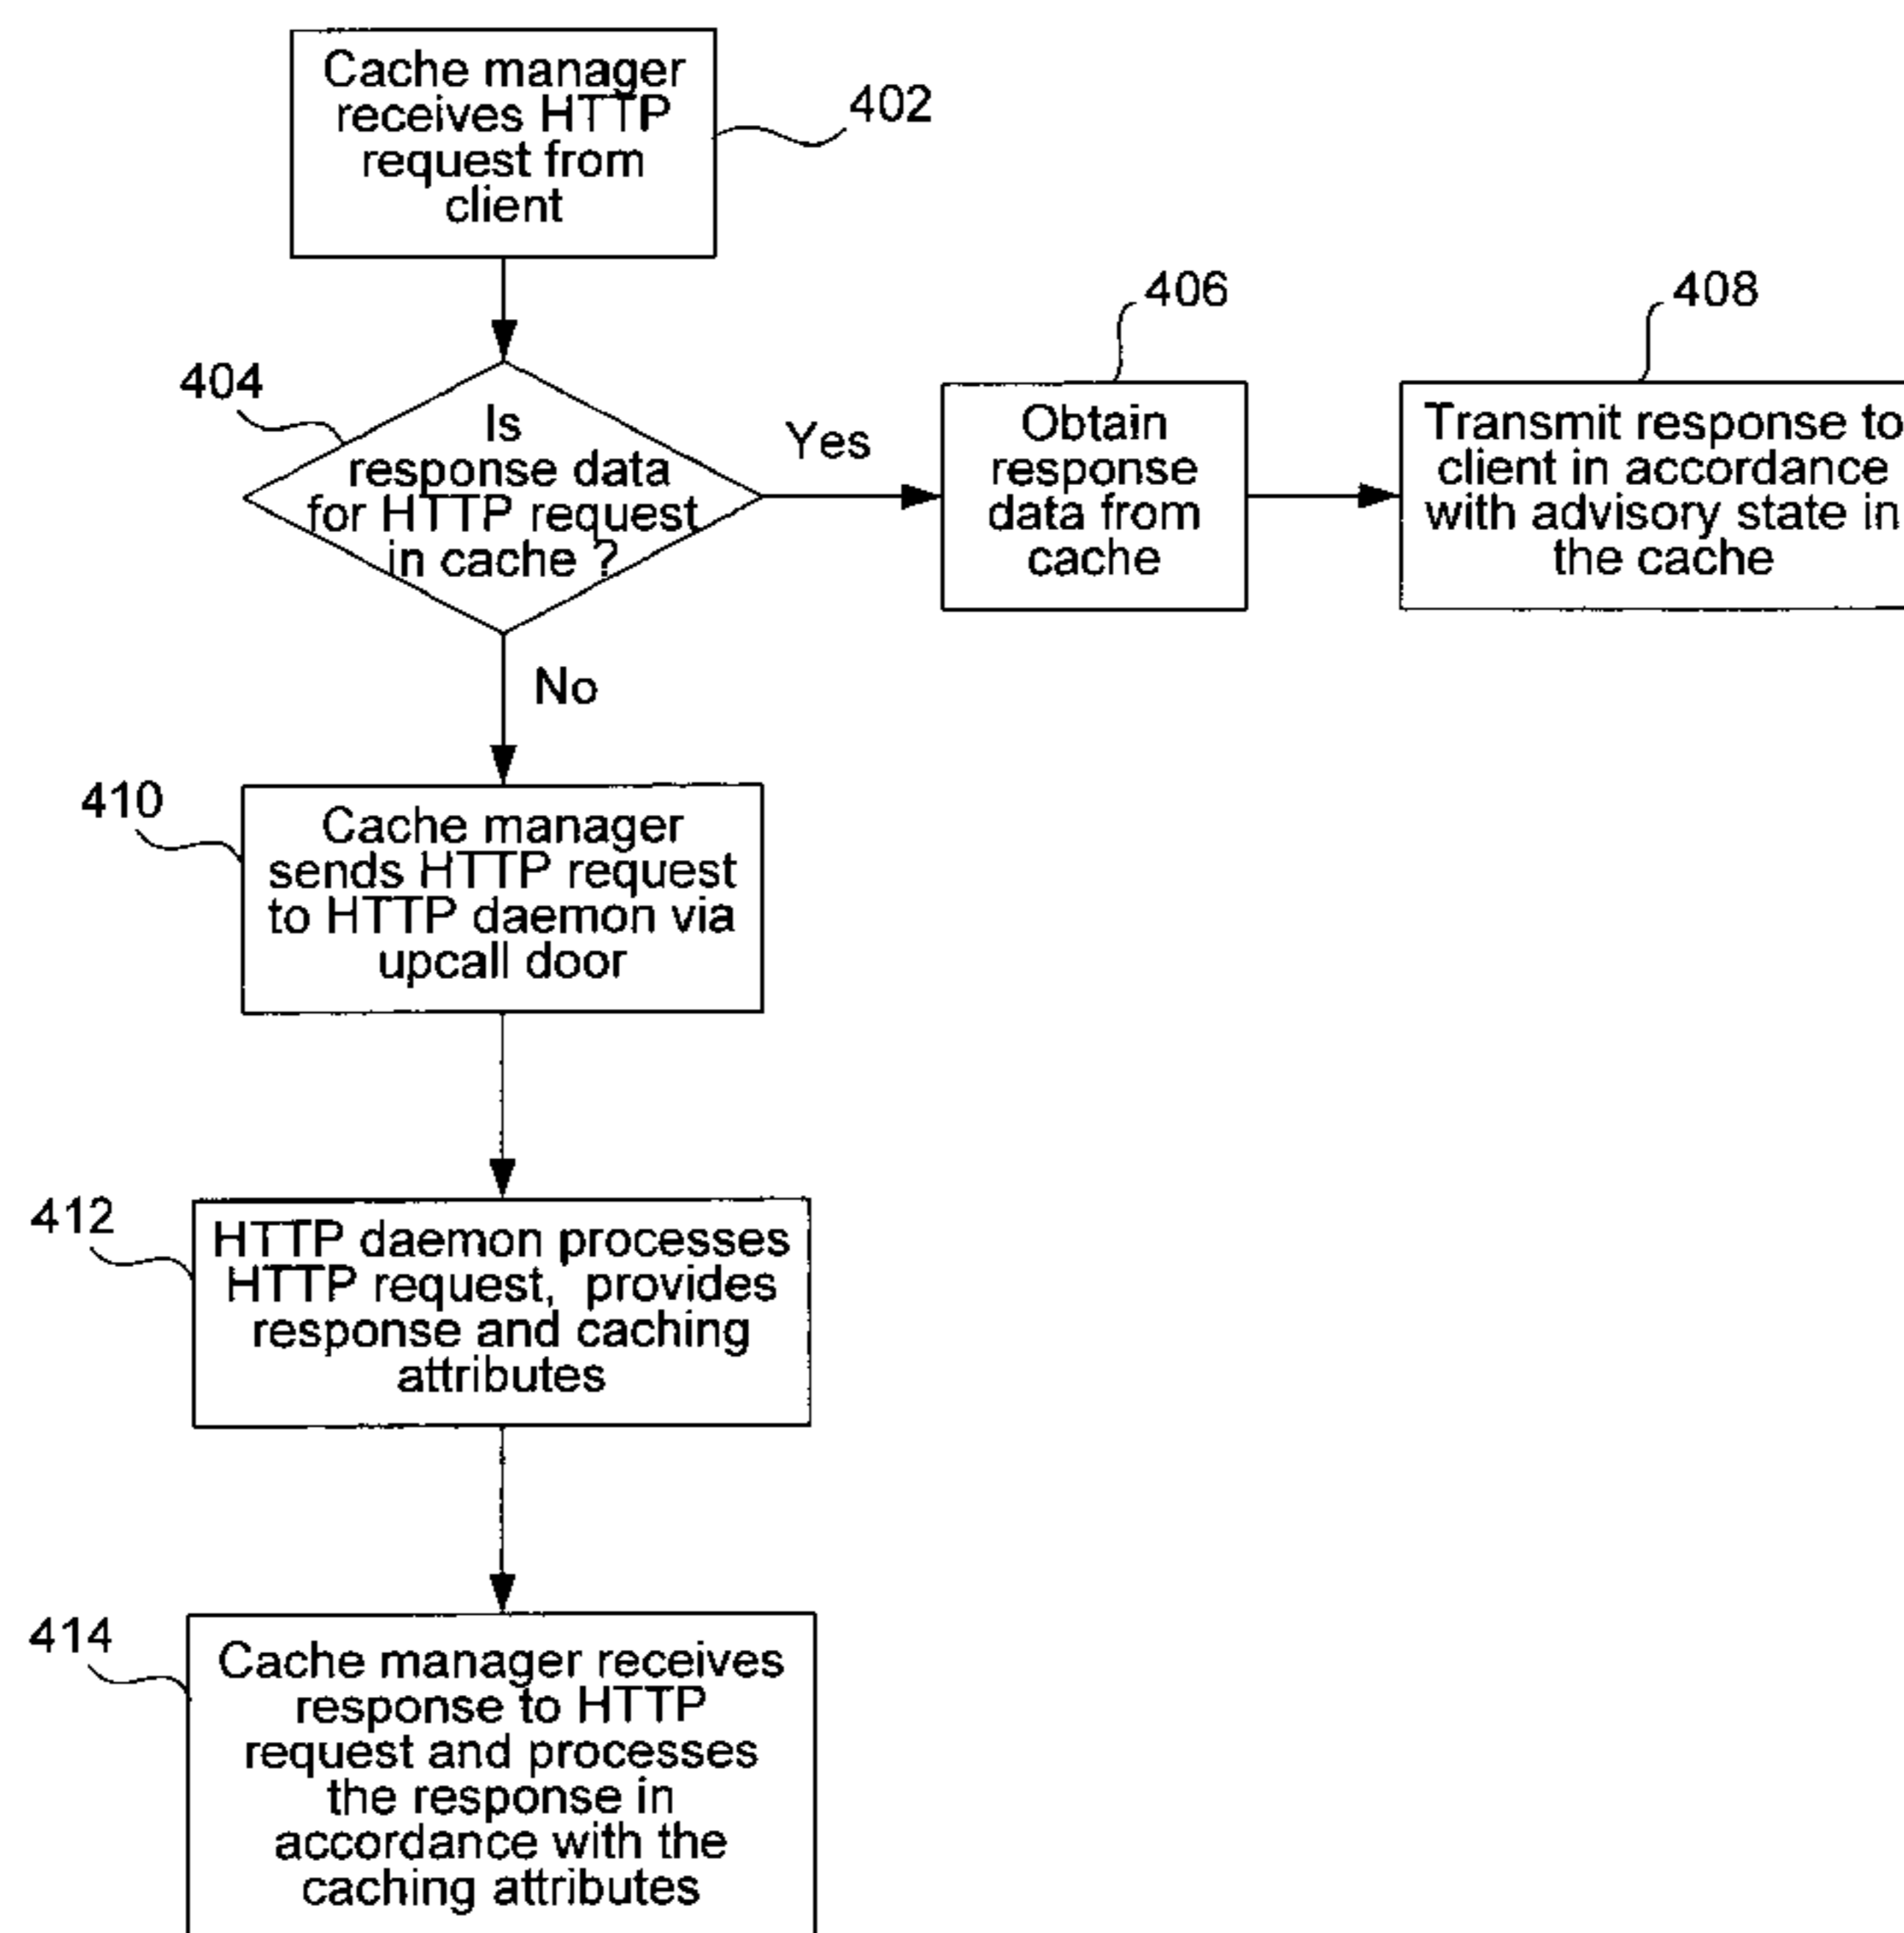 Cache manager
receives HTTP
request from
client
402
404
Is
response data
for HTTP request
in cache ?
Yes
406
Obtain
response
data from
cache
408
Transmit response to
client in accordance
with advisory state in
the cache
No
410
Cache manager
sends HTTP request
to HTTP daemon via
upcall door
412
HTTP daemon processes
HTTP request, provides
response and caching
attributes
414
Cache manager receives
response to HTTP
request and processes
the response in
accordance with the
caching attributes